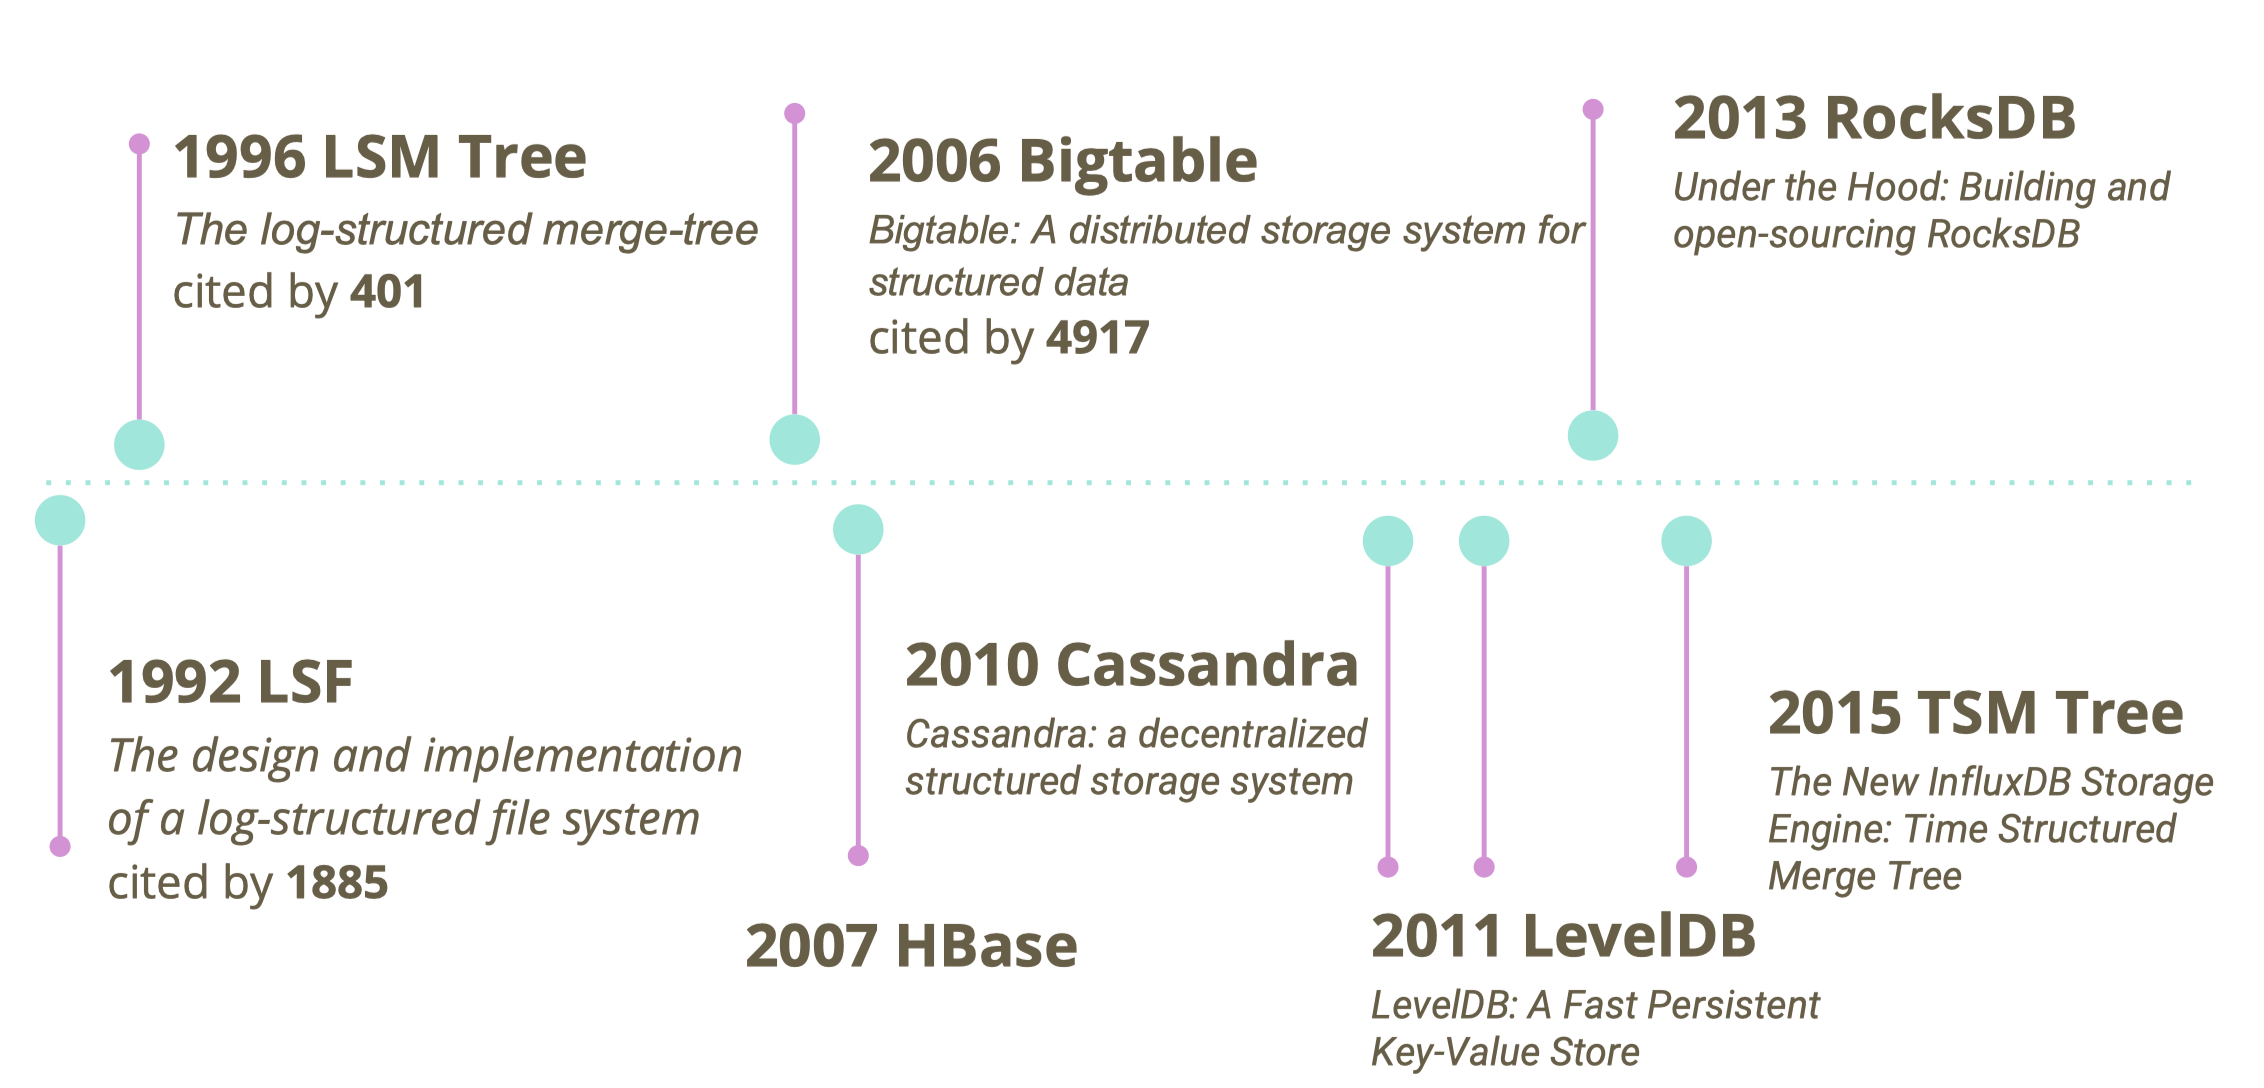 1996 LSM Tree
The log-structured merge-tree
cited by 401
2006 Bigtable
Bigtable: A distributed storage system for
structured data
cited by 4917
2013 RocksDB
Under the Hood: Building and
open-sourcing RocksDB
1992 LSF
The design and implementation
of a log-structured file system
cited by 1885
2007 HBase
2010 Cassandra
Cassandra: a decentralized
structured storage system
2011 LevelDB
LevelDB: A Fast Persistent
Key-Value Store
2015 TSM Tree
The New InfluxDB Storage
Engine: Time Structured
Merge Tree